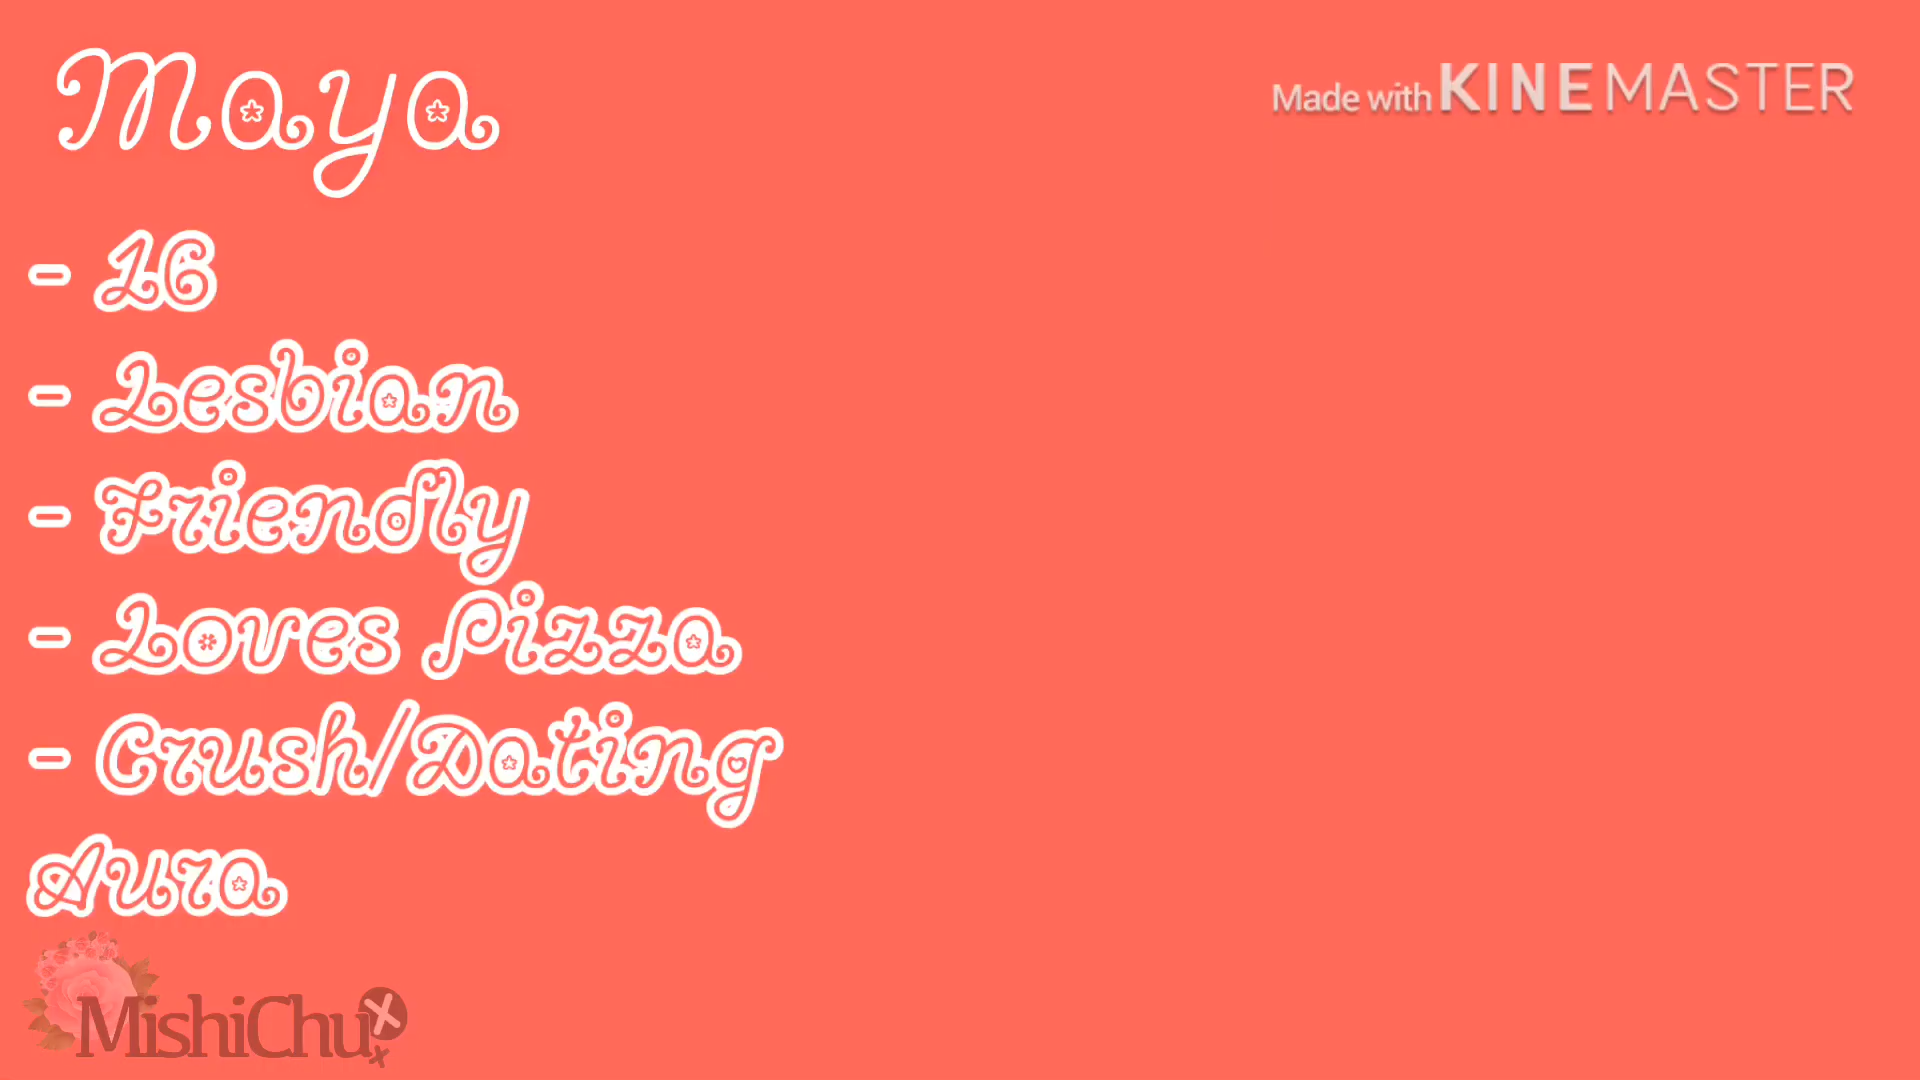 Maya
Made with KINEMASTER
- 16
- Lesbian
- Friendly
- Loves Pizza
- Crush/Dating
Aura
MishiChu